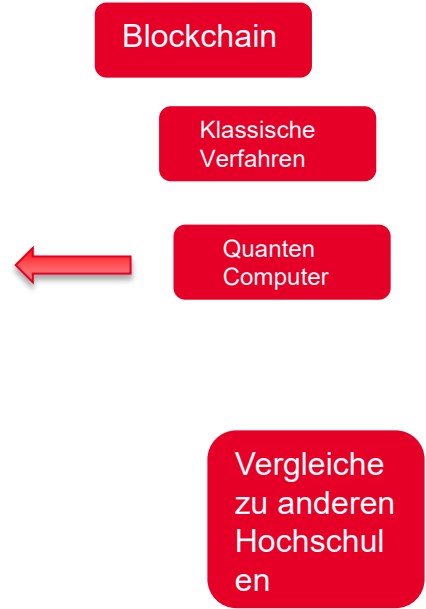 Blockchain
Klassische
Verfahren
Quanten
Computer
Vergleiche
zu anderen
Hochschul
en